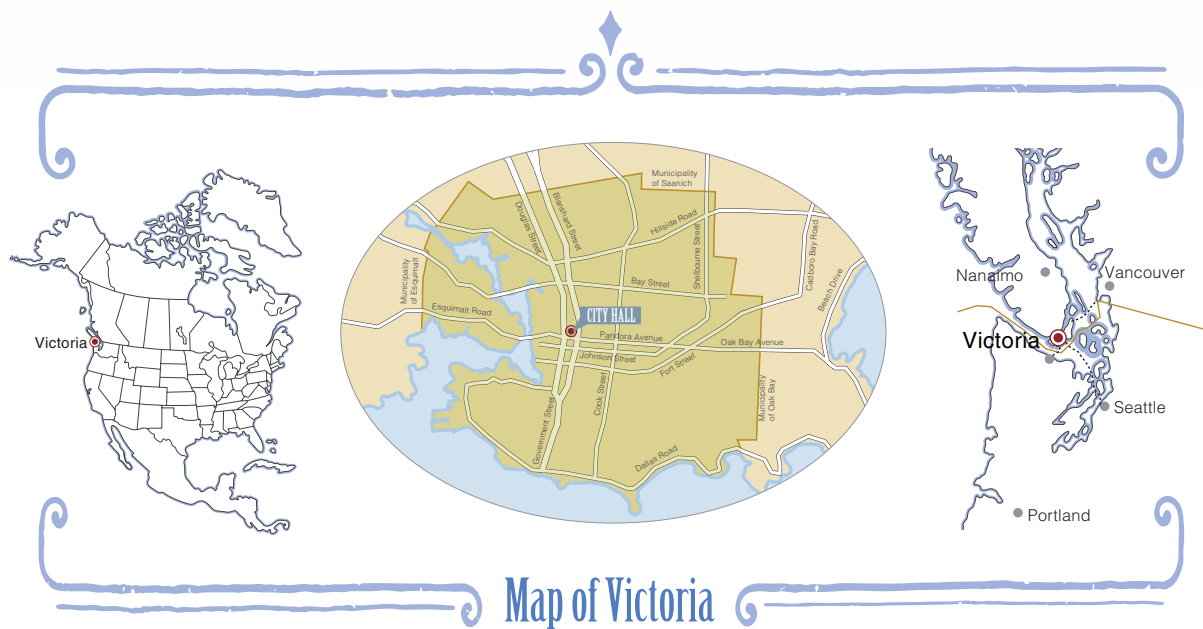 Victoria
Municipality
of Saanich
Douglas Street
Blanshard Street
Hillside Road
Shelbourne Street
Cadboro Bay Road
Beach Drive
Municipality
of Esquimalt
Bay Street
Esquimalt Road
CITY HALL
Pandora Avenue
Johnson Street
Oak Bay Avenue
Fort Street
Cook Street
Municipality
of Oak Bay
Government Street
Dallas Road
Nanaimo
Vancouver
Victoria
Seattle
Portland
Map of Victoria